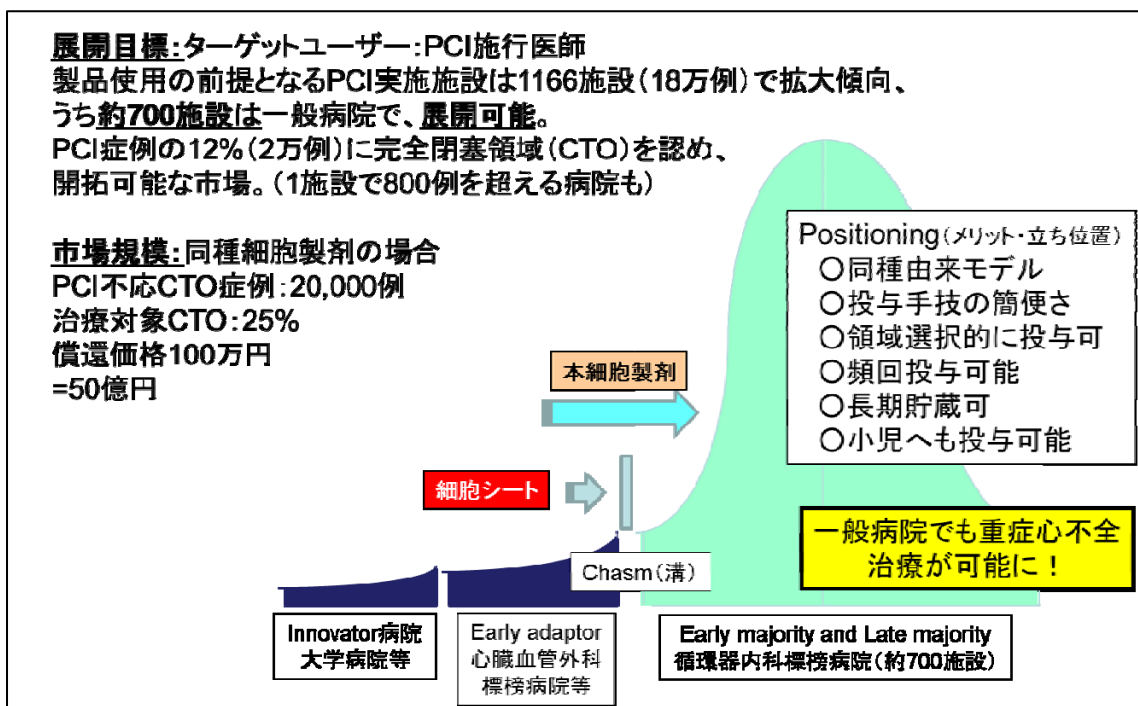 展開目標:ターゲットユーザー:PCI施行医師
製品使用の前提となるPCI実施施設は1166施設(18万例)で拡大傾向、
うち約700施設は一般病院で、展開可能。
PCI症例の12%(2万例)に完全閉塞領域(CTO)を認め、
開拓可能な市場。(1施設で800例を超える病院も)
市場規模:同種細胞製剤の場合
PCI不応CTO症例:20,000例
治療対象CTO:25%
償還価格100万円
=50億円
Positioning(メリット・立ち位置)
○同種由来モデル
○投与手技の簡便さ
○領域選択的に投与可
○頻回投与可能
○長期貯蔵可
○小児へも投与可能
本細胞製剤
細胞シート
一般病院でも重症心不全
治療が可能に!
Chasm(溝)
Innovator病院
大学病院等
Early adaptor
心臓血管外科
標榜病院等
Early majority and Late majority
循環器内科標榜病院(約700施設)